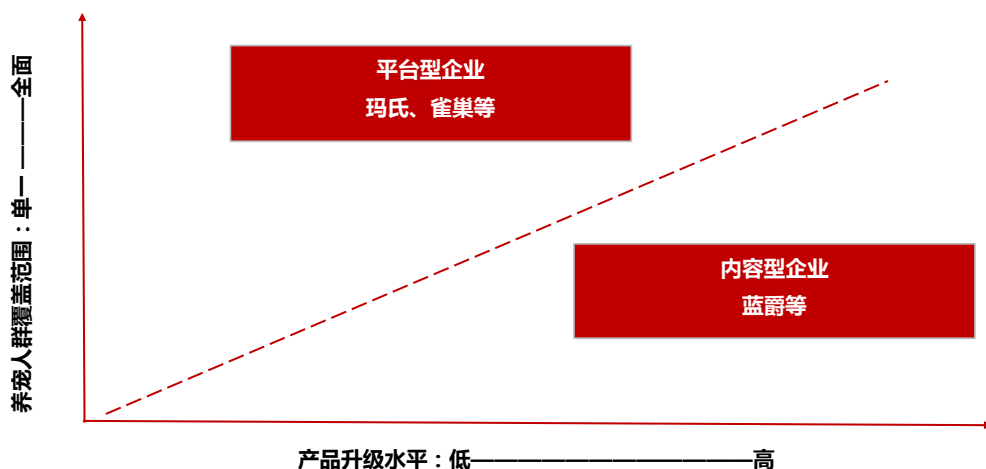 平台型企业
玛氏、雀巢等
养宠人群覆盖范围：单一 ————全面
内容型企业
蓝爵等
产品升级水平：低————————————高